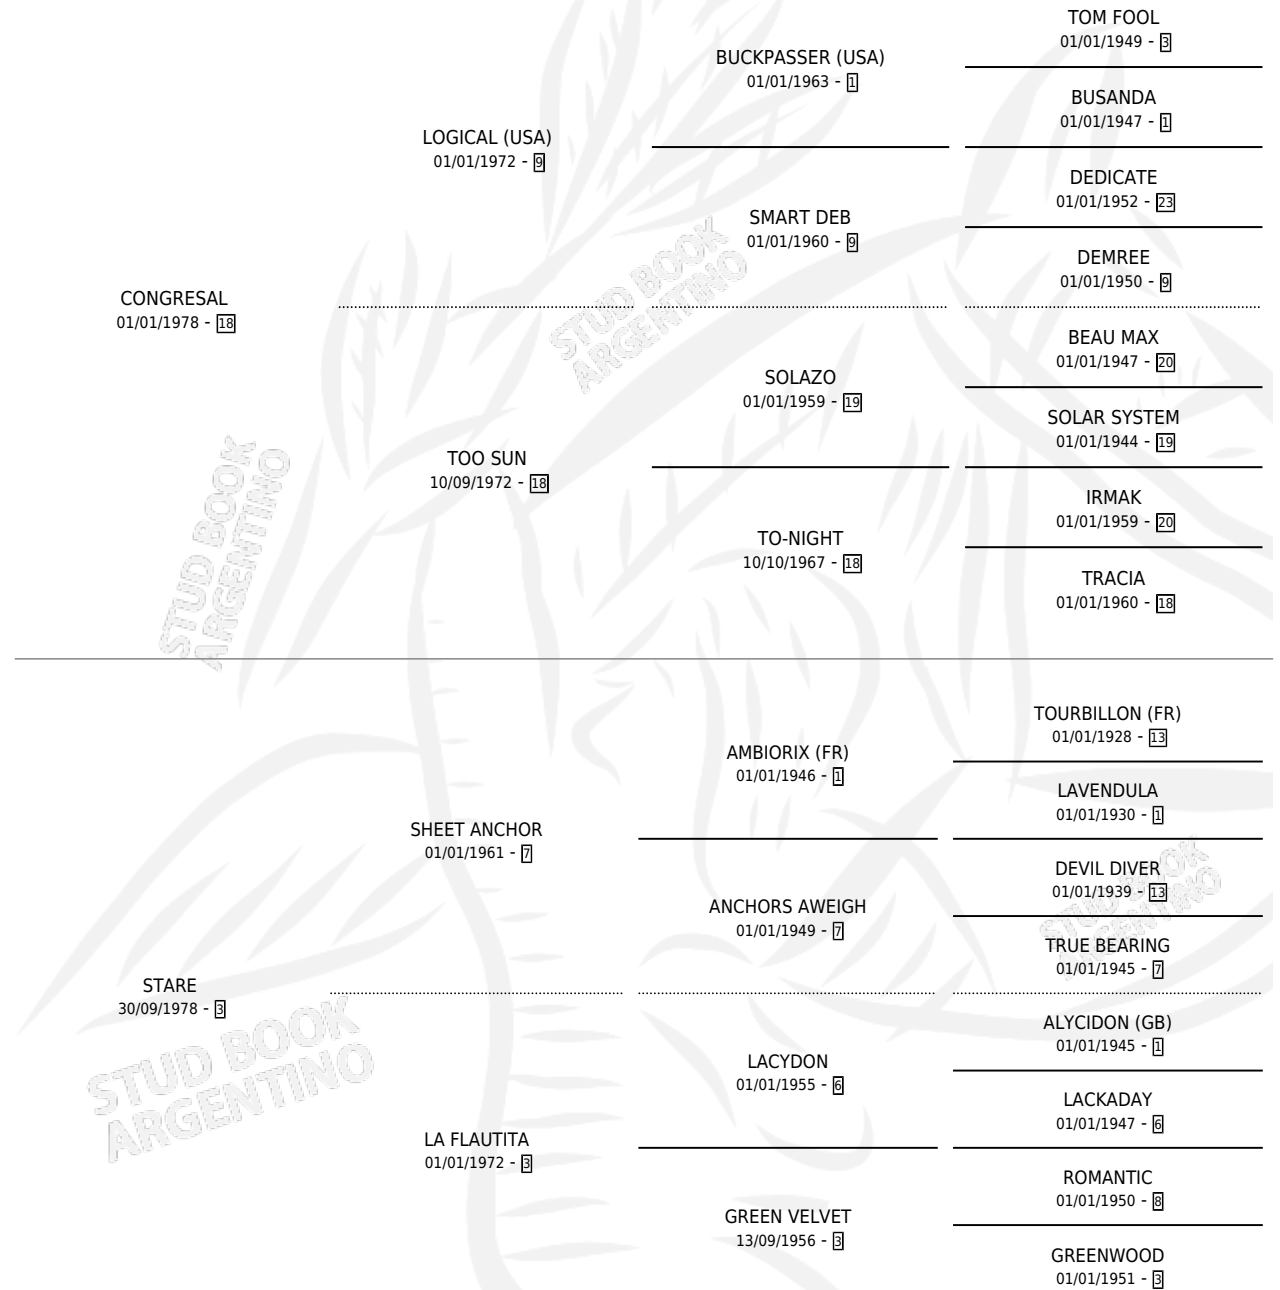 TOM FOOL
01/01/1949 - 3
BUCKPASSER (USA)
01/01/1963 - 1
BUSANDA
01/01/1947 - 1
LOGICAL (USA)
01/01/1972 - 9
DEDICATE
01/01/1952 - 23
SMART DEB
01/01/1960 - 9
DEMREE
01/01/1950 - 9
CONGRESAL
01/01/1978 - 18
STUD BOOK
ARGENTINO
BEAU MAX
01/01/1947 - 20
SOLAZO
01/01/1959 - 19
SOLAR SYSTEM
01/01/1944 - 19
TOO SUN
10/09/1972 - 18
IRMAK
01/01/1959 - 20
TO-NIGHT
10/10/1967 - 18
TRACIA
01/01/1960 - 18
STUD BOOK
ARGENTINO
TOURBILLON (FR)
01/01/1928 - 13
AMBIORIX (FR)
01/01/1946 - 1
LAVENDULA
01/01/1930 - 1
SHEET ANCHOR
01/01/1961 - 7
DEVIL DIVER
01/01/1939 - 13
ANCHORS AWEIGH
01/01/1949 - 7
STUD BOOK
ARGENTINO
TRUE BEARING
01/01/1945 - 7
STARE
30/09/1978 - 3
STUD BOOK
ARGENTINO
ALYCIDON (GB)
01/01/1945 - 1
LACYDON
01/01/1955 - 6
LACKADAY
01/01/1947 - 6
LA FLAUTITA
01/01/1972 - 3
ROMANTIC
01/01/1950 - 8
GREEN VELVET
13/09/1956 - 3
GREENWOOD
01/01/1951 - 3